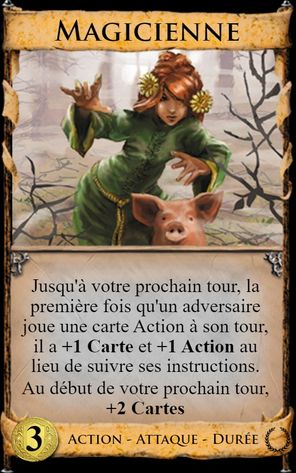 MAGICIENNE
Jusqu'à votre prochain tour, la
première fois qu'un adversaire
joue une carte Action à son tour,
il a +1 Carte et +1 Action au
lieu de suivre ses instructions.
Au début de votre prochain tour,
+2 Cartes
3 ACTION - ATTAQUE - DURÉE